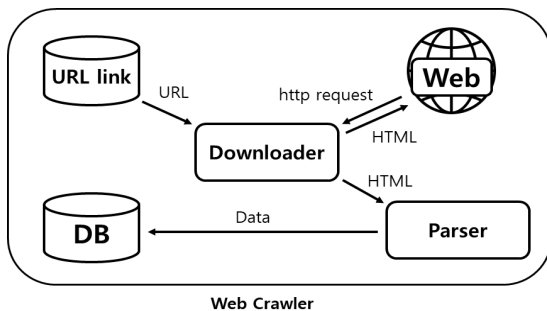 URL link
URL
http request
Web
HTML
Downloader
HTML
DB
Data
Parser
Web Crawler